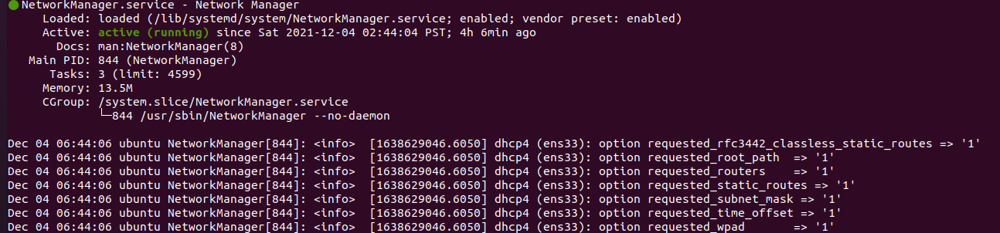 ● NetworkManager.service - Network Manager
     Loaded: loaded (/lib/systemd/system/NetworkManager.service; enabled; vendor preset: enabled)
     Active: active (running) since Sat 2021-12-04 02:44:04 PST; 4h 6min ago
       Docs: man:NetworkManager(8)
   Main PID: 844 (NetworkManager)
      Tasks: 3 (limit: 4599)
     Memory: 13.5M
     CGroup: /system.slice/NetworkManager.service
             └─844 /usr/sbin/NetworkManager --no-daemon

Dec 04 06:44:06 ubuntu NetworkManager[844]: <info>  [1638629046.6050] dhcp4 (ens33): option requested_rfc3442_classless_static_routes => '1'
Dec 04 06:44:06 ubuntu NetworkManager[844]: <info>  [1638629046.6050] dhcp4 (ens33): option requested_root_path  => '1'
Dec 04 06:44:06 ubuntu NetworkManager[844]: <info>  [1638629046.6050] dhcp4 (ens33): option requested_routers    => '1'
Dec 04 06:44:06 ubuntu NetworkManager[844]: <info>  [1638629046.6050] dhcp4 (ens33): option requested_static_routes => '1'
Dec 04 06:44:06 ubuntu NetworkManager[844]: <info>  [1638629046.6050] dhcp4 (ens33): option requested_subnet_mask => '1'
Dec 04 06:44:06 ubuntu NetworkManager[844]: <info>  [1638629046.6050] dhcp4 (ens33): option requested_time_offset => '1'
Dec 04 06:44:06 ubuntu NetworkManager[844]: <info>  [1638629046.6050] dhcp4 (ens33): option requested_wpad       => '1'